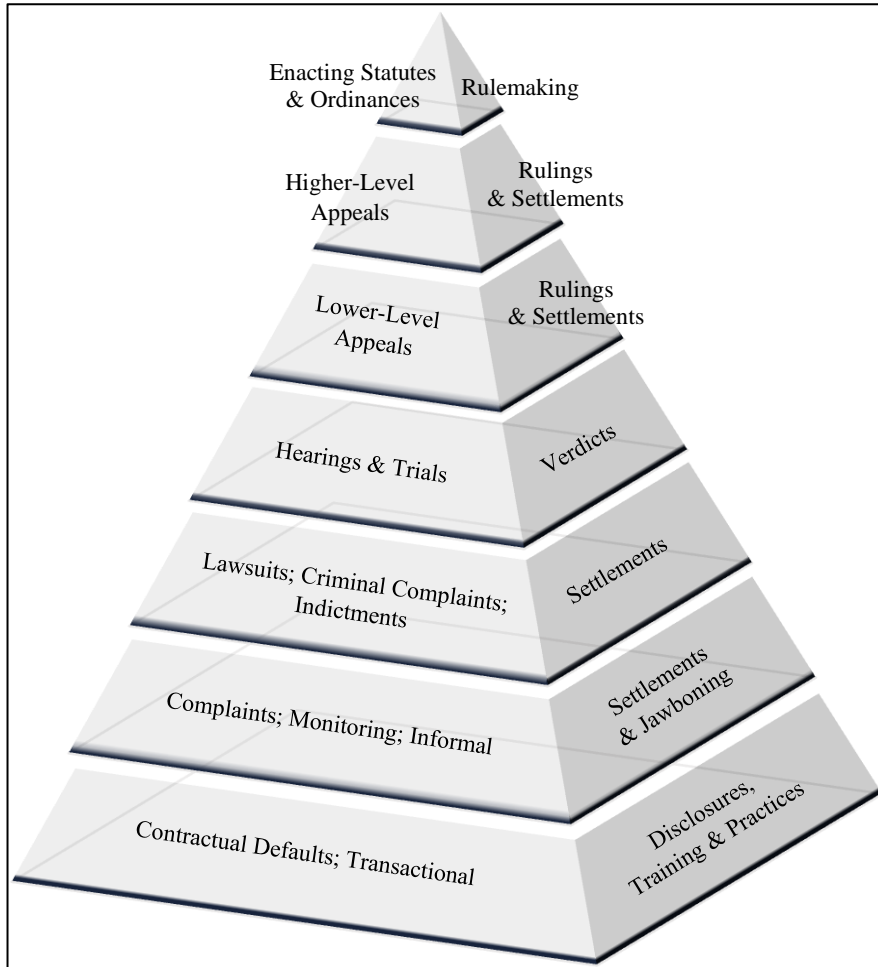 Enacting Statutes
& Ordinances
Rulemaking
Higher-Level
Appeals
Rulings
& Settlements
Lower-Level
Appeals
Rulings
& Settlements
Hearings & Trials
Verdicts
Lawsuits; Criminal Complaints;
Indictments
Settlements
Complaints; Monitoring; Informal
Settlements
& Jawboning
Contractual Defaults; Transactional
Disclosures,
Training & Practices